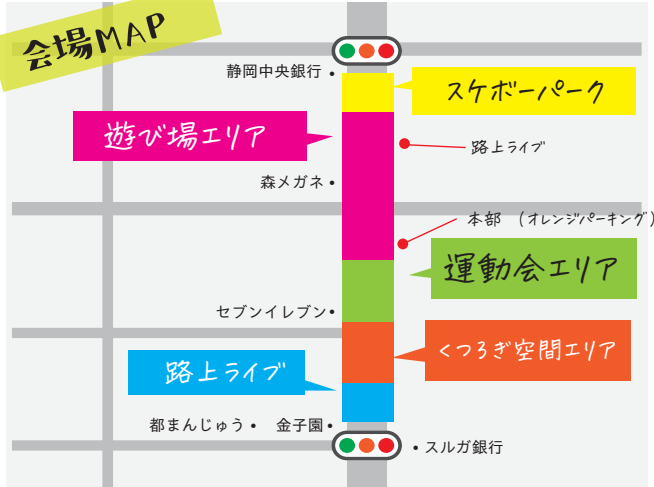 会場MAP
静岡中央銀行 •
スケボーパーク
遊び場エリア
路上ライブ
森メガネ •
本部 (オレンジパーキング)
運動会エリア
セブンイレブン •
くつろぎ空間エリア
路上ライブ
都まんじゅう • 金子園 •
• スルガ銀行